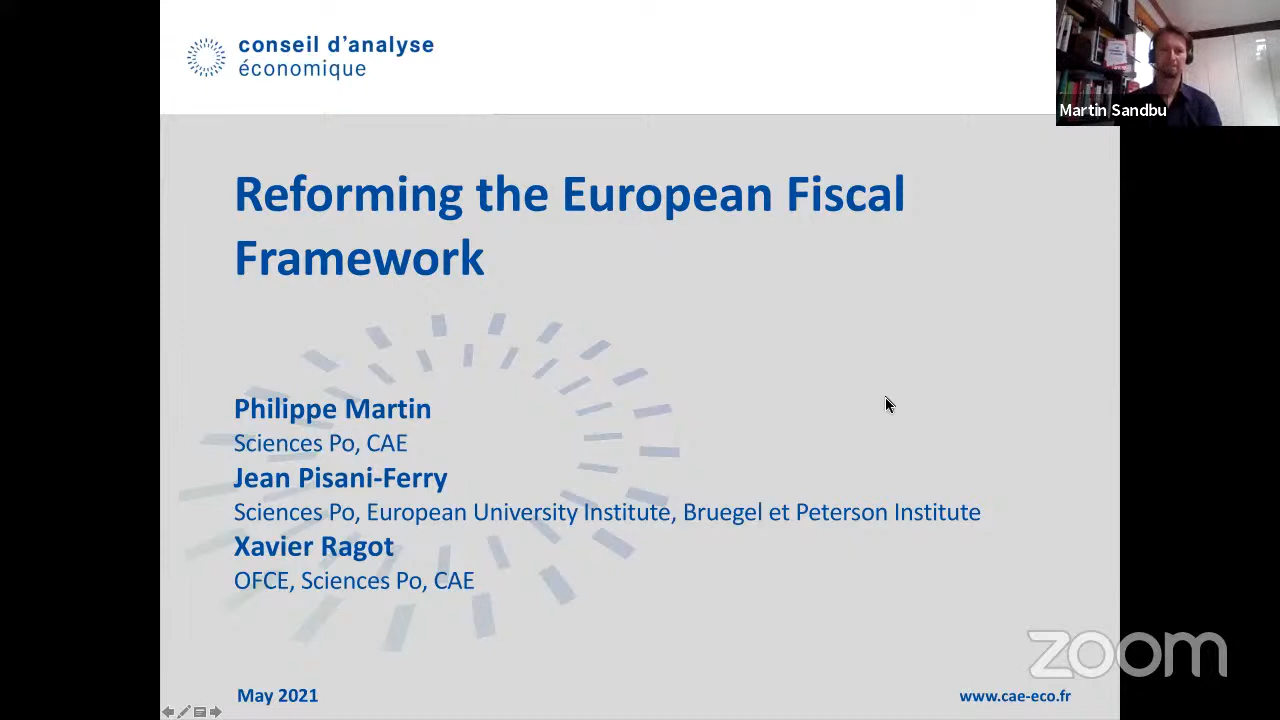 conseil d'analyse
économique
Martin Sandbu
Reforming the European Fiscal
Framework
Philippe Martin
Sciences Po, CAE
Jean Pisani-Ferry
Sciences Po, European University Institute, Bruegel et Peterson Institute
Xavier Ragot
OFCE, Sciences Po, CAE
zoom
May 2021
www.cae-eco.fr